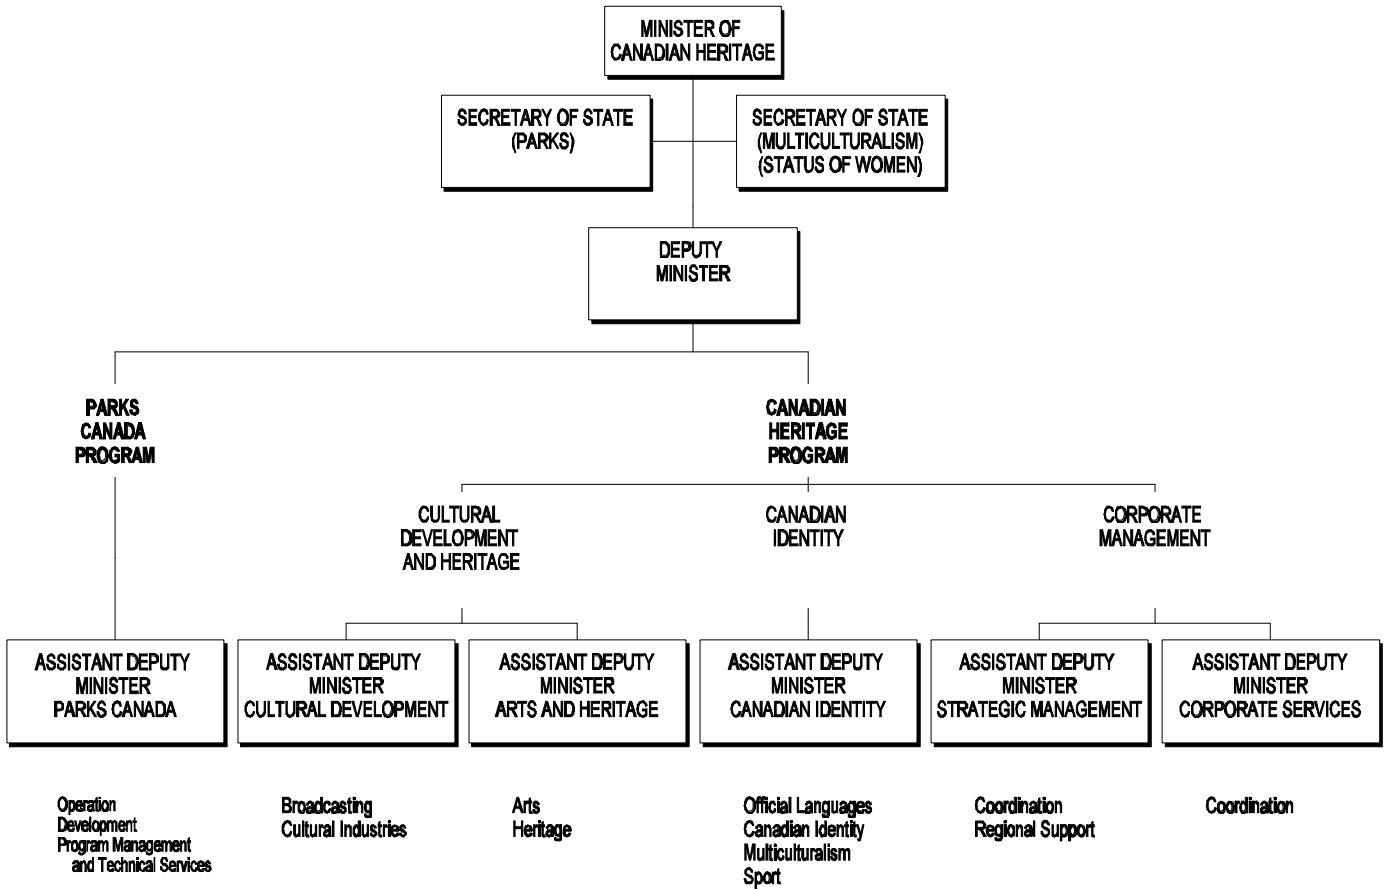 MINISTER OF
CANADIAN HERITAGE
SECRETARY OF STATE
(PARKS)
SECRETARY OF STATE
(MULTICULTURALISM)
(STATUS OF WOMEN)
DEPUTY
MINISTER
PARKS
CANADA
PROGRAM
CANADIAN
HERITAGE
PROGRAM
CULTURAL
DEVELOPMENT
AND HERITAGE
CANADIAN
IDENTITY
CORPORATE
MANAGEMENT
ASSISTANT DEPUTY
MINISTER
PARKS CANADA
ASSISTANT DEPUTY
MINISTER
CULTURAL DEVELOPMENT
ASSISTANT DEPUTY
MINISTER
ARTS AND HERITAGE
ASSISTANT DEPUTY
MINISTER
CANADIAN IDENTITY
ASSISTANT DEPUTY
MINISTER
STRATEGIC MANAGEMENT
ASSISTANT DEPUTY
MINISTER
CORPORATE SERVICES
Operation
Development
Program Management
and Technical Services
Broadcasting
Cultural Industries
Arts
Heritage
Official Languages
Canadian Identity
Multiculturalism
Sport
Coordination
Regional Support
Coordination